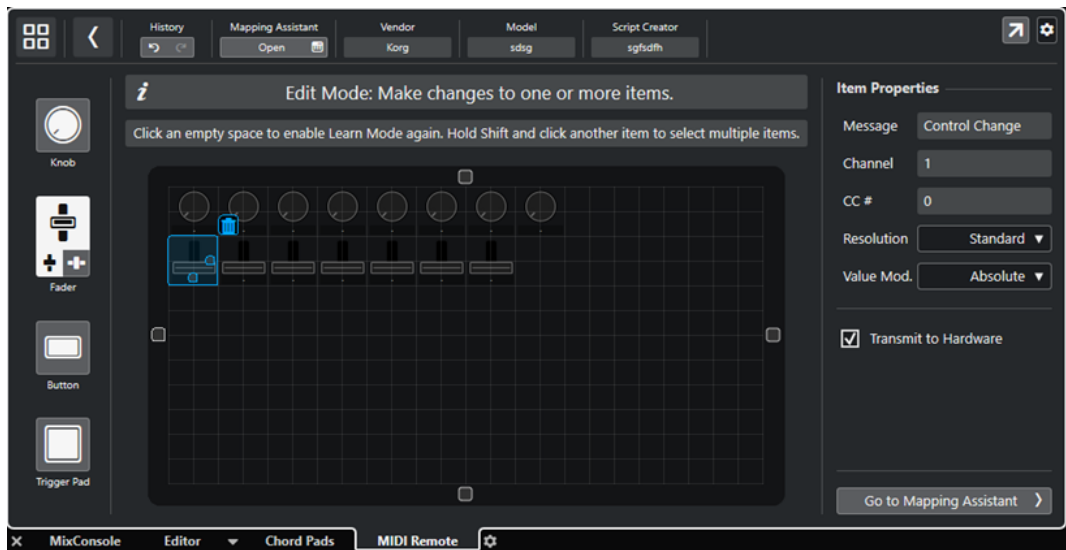 History
Mapping Assistant
Vendor
Model
Script Creator
Open
Korg
sdsg
sgfsdfh
i
Edit Mode: Make changes to one or more items.
Click an empty space to enable Learn Mode again. Hold Shift and click another item to select multiple items.
Knob
Fader
Button
Trigger Pad
Item Properties
Message
Control Change
Channel
1
CC #
0
Resolution
Standard
Value Mod.
Absolute
Transmit to Hardware
Go to Mapping Assistant
MixConsole
Editor
Chord Pads
MIDI Remote